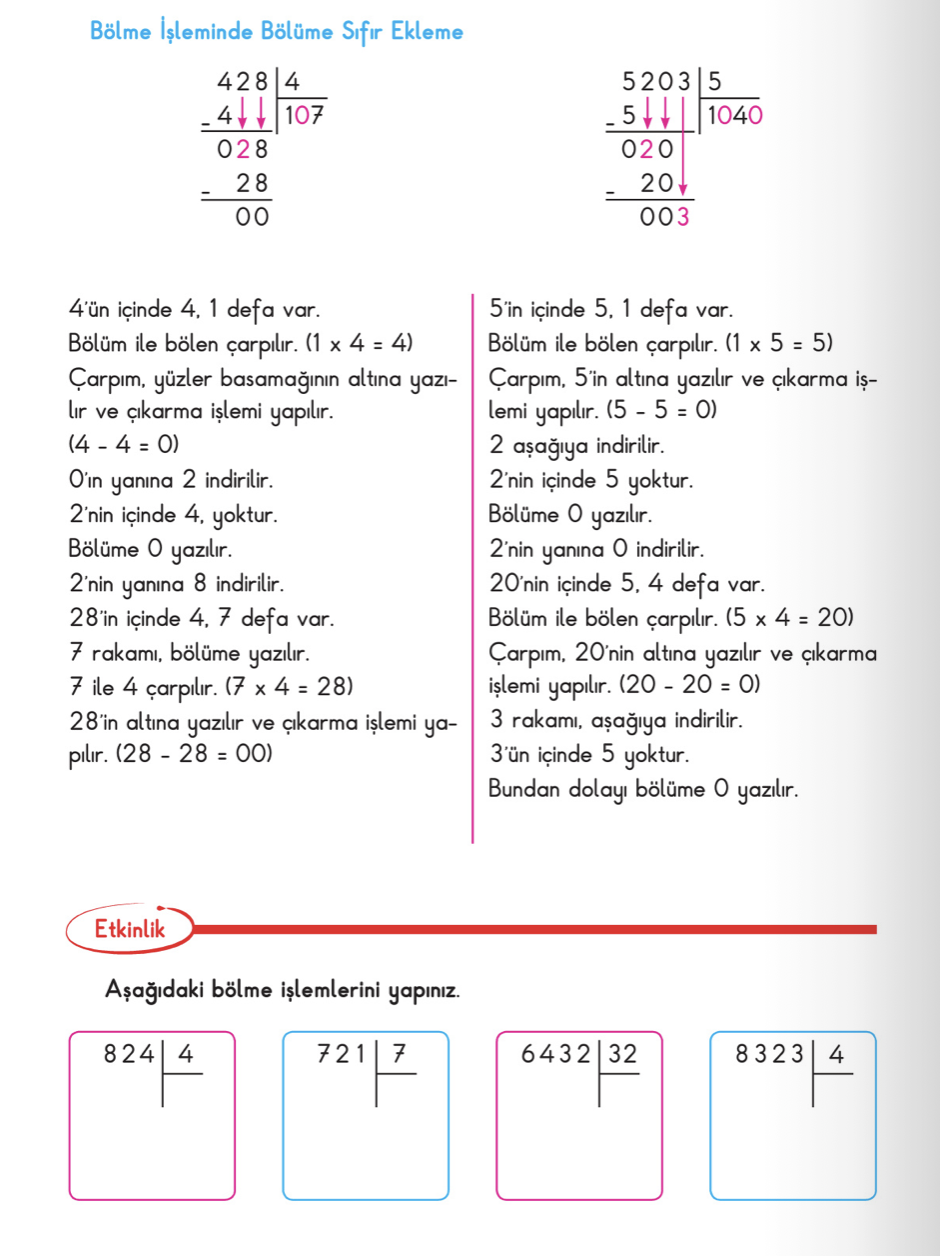 Bölme İşleminde Bölüme Sıfır Ekleme
428 4
- 4 107
028
- 28
00
5203 5
- 5 1040
020
- 20
003
4'ün içinde 4, 1 defa var.
Bölüm ile bölen çarpılır. (1 x 4 = 4)
Çarpım, yüzler basamağının altına yazı-
lır ve çıkarma işlemi yapılır.
(4 - 4 = 0)
0'ın yanına 2 indirilir.
2'nin içinde 4, yoktur.
Bölüme 0 yazılır.
2'nin yanına 8 indirilir.
28'in içinde 4, 7 defa var.
7 rakamı, bölüme yazılır.
7 ile 4 çarpılır. (7 x 4 = 28)
28'in altına yazılır ve çıkarma işlemi ya-
pılır. (28 - 28 = 00)
5'in içinde 5, 1 defa var.
Bölüm ile bölen çarpılır. (1 x 5 = 5)
Çarpım, 5'in altına yazılır ve çıkarma iş-
lemi yapılır. (5 - 5 = 0)
2 aşağıya indirilir.
2'nin içinde 5 yoktur.
Bölüme 0 yazılır.
2'nin yanına 0 indirilir.
20'nin içinde 5, 4 defa var.
Bölüm ile bölen çarpılır. (5 x 4 = 20)
Çarpım, 20'nin altına yazılır ve çıkarma
işlemi yapılır. (20 - 20 = 0)
3 rakamı, aşağıya indirilir.
3'ün içinde 5 yoktur.
Bundan dolayı bölüme 0 yazılır.
Etkinlik
Aşağıdaki bölme işlemlerini yapınız.
824 4
721 7
6432 32
8323 4